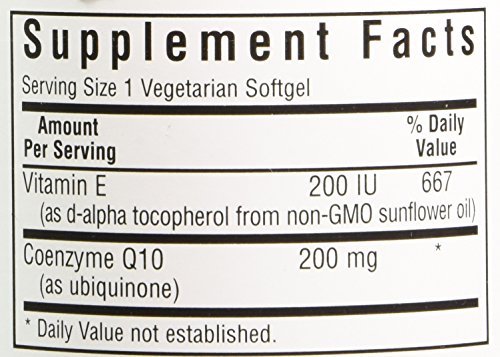 Supplement Facts
Serving Size 1 Vegetarian Softgel
Amount Per Serving % Daily Value
Vitamin E 200 IU 667
(as d-alpha tocopherol from non-GMO sunflower oil)
Coenzyme Q10 200 mg *
(as ubiquinone)
* Daily Value not established.